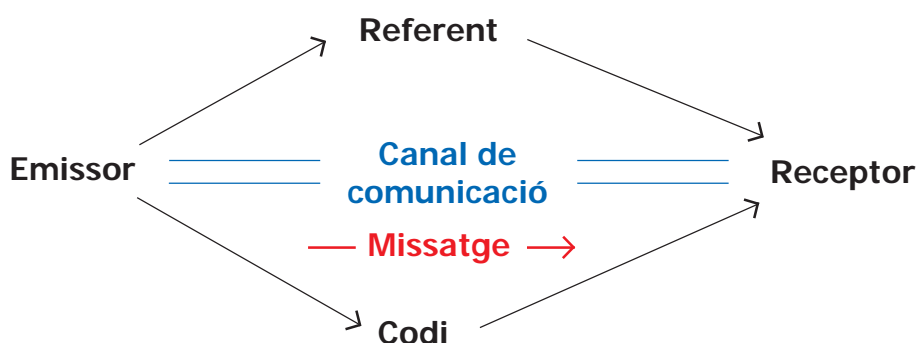 Referent
Emissor
Canal de
comunicació
Receptor
Missatge
Codi